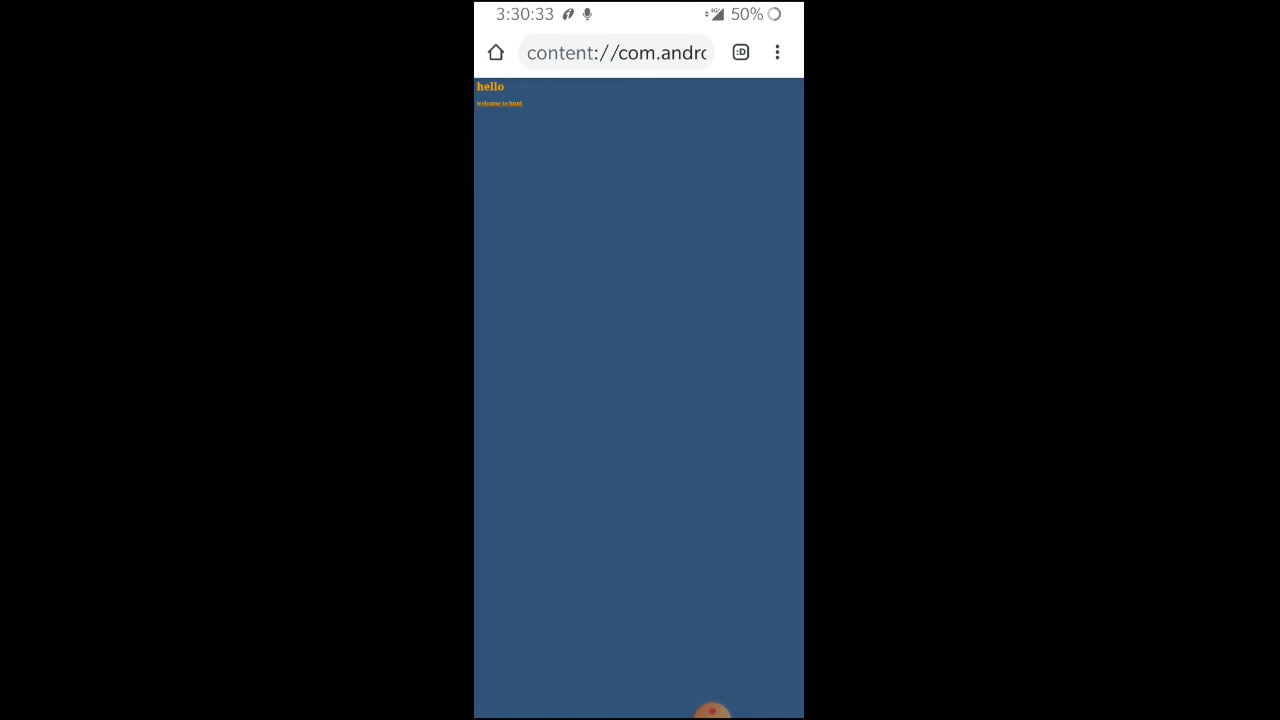 3:30:33 50%
content://com.andro
:D
hello
welcome to html